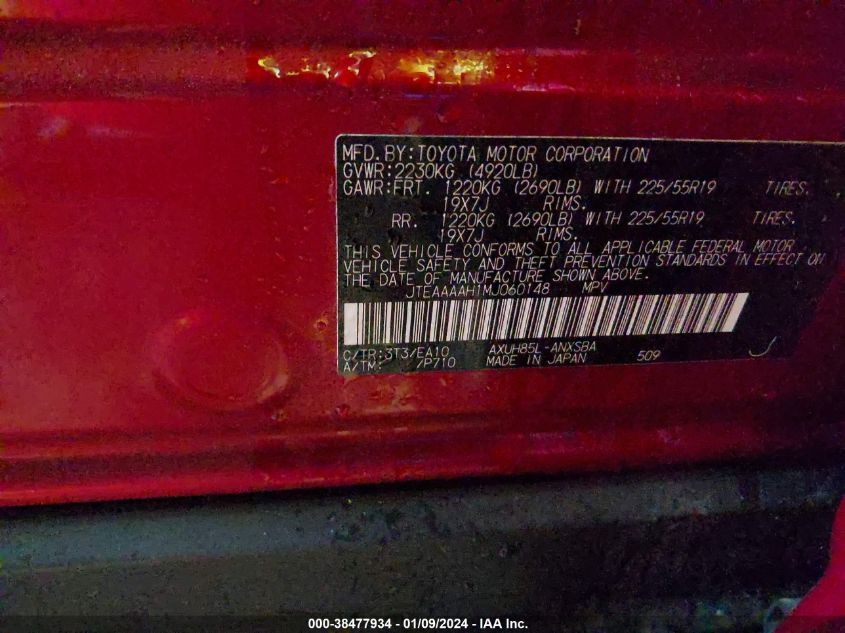 MFD.BY:TOYOTA MOTOR CORPORATION
GVWR:2230KG (4920LB)
GAWR:FRT. 1220KG (2690LB) WITH 225/55R19 TIRES.
19X7J RIMS.
RR. 1220KG (2690LB) WITH 225/55R19 TIRES.
19X7J RIMS.
THIS VEHICLE CONFORMS TO ALL APPLICABLE FEDERAL MOTOR
VEHICLE SAFETY AND THEFT PREVENTION STANDARDS IN EFFECT ON
THE DATE OF MANUFACTURE SHOWN ABOVE.
JTEAAAAH1MJ060148 MPV
C/TR:3T3/EA10 AXUH85L-ANXSBA
A/TM: /P710 MADE IN JAPAN 509
000-38477934 - 01/09/2024 - IAA Inc.